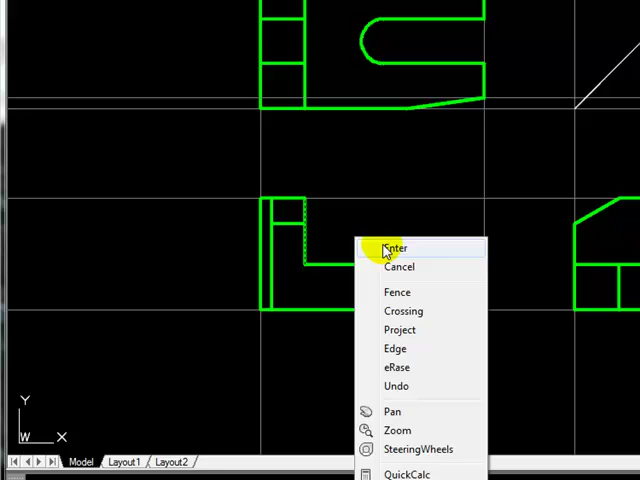 Enter
Cancel
Fence
Crossing
Project
Edge
eRase
Undo
Pan
Zoom
SteeringWheels
QuickCalc
Y
W X
Model Layout1 Layout2